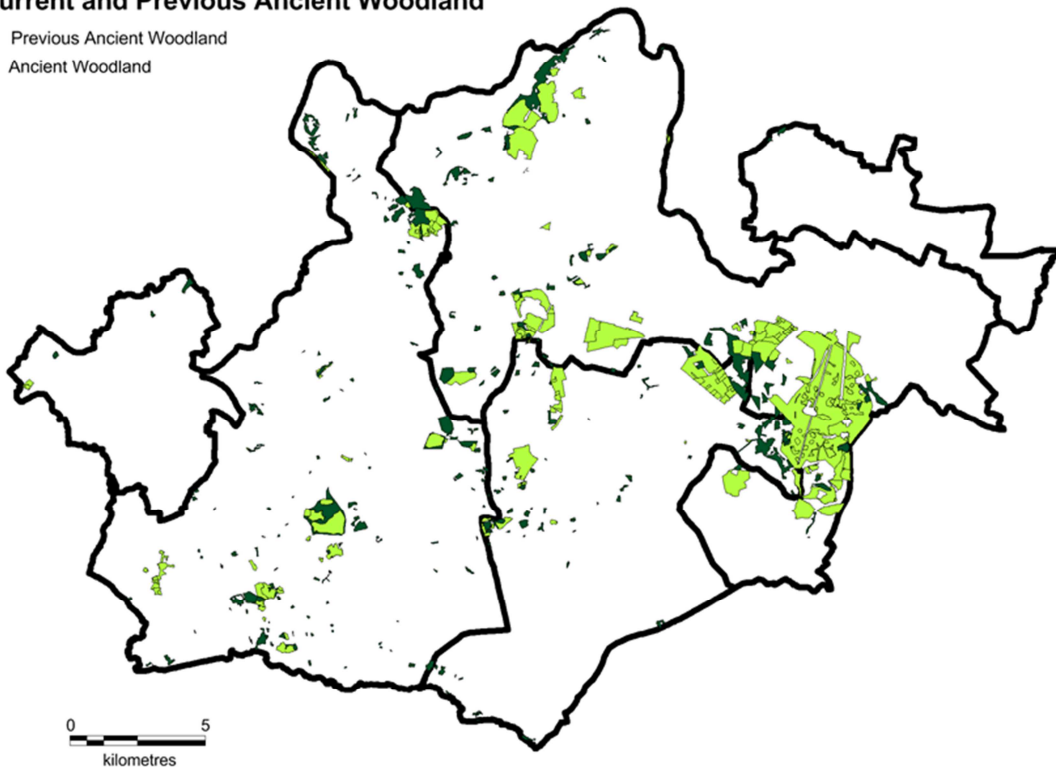 urrent and Previous Ancient Woodland
Previous Ancient Woodland
Ancient Woodland
0 5
kilometres